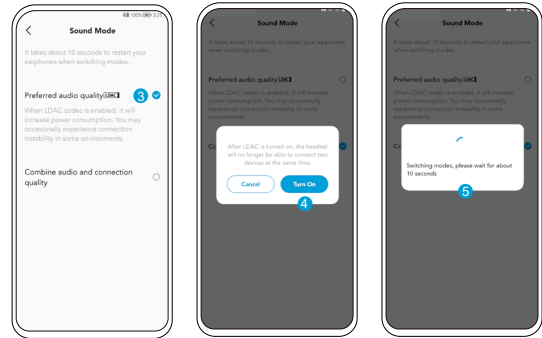 100% 3:35
Sound Mode
It takes about 10 seconds to restart your
earphones when switching modes.
Preferred audio quality LDAC 3
When LDAC codec is enabled, it will
increase power consumption. You may
occasionally experience connection
instability in some environments.
Combine audio and connection
quality
Sound Mode
It takes about 10 seconds to restart your earphones
when switching modes.
Preferred audio quality LDAC
When LDAC codec is enabled, it will increase
power consumption. You may occasionally
experience connection instability in some
environments.
After LDAC is turned on, the headset
will no longer be able to connect two
devices at the same time.
Cancel
Turn On
4
Sound Mode
It takes about 10 seconds to restart your earphones
when switching modes.
Preferred audio quality LDAC
When LDAC codec is enabled, it will increase
power consumption. You may occasionally
experience connection instability in some
environments.
Switching modes, please wait for about
10 seconds
5